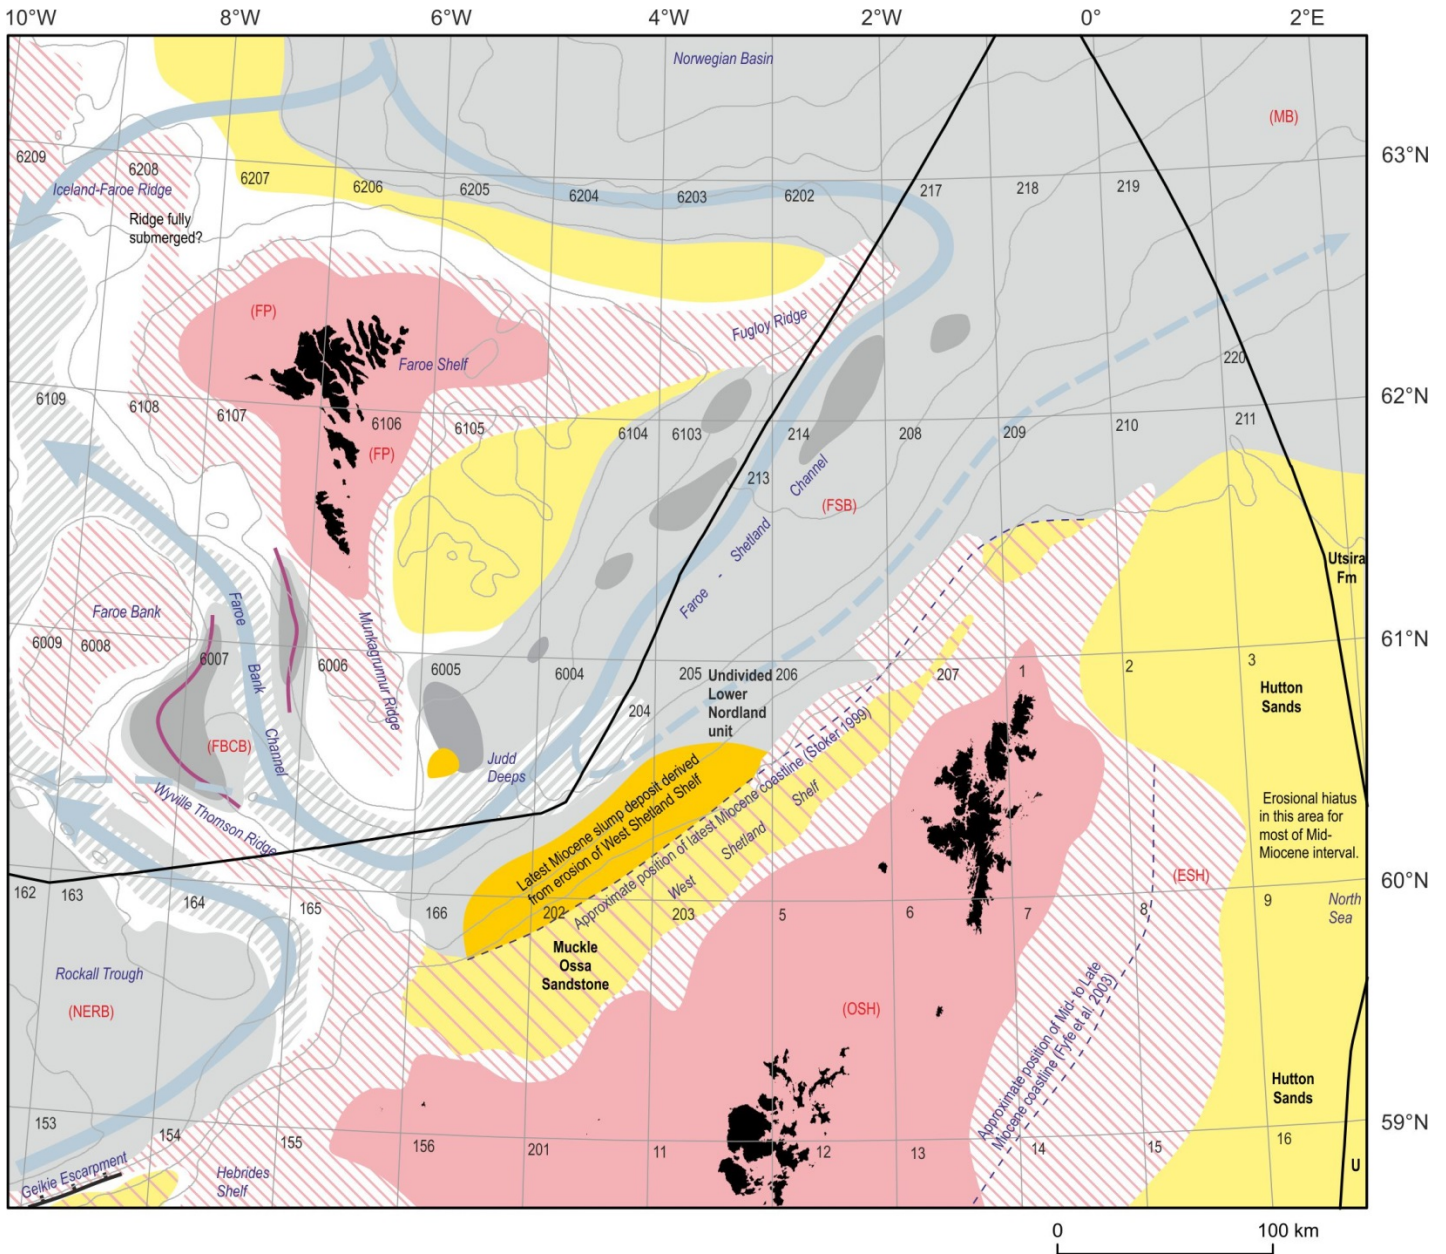 10°W 8°W 6°W 4°W 2°W 0° 2°E
Norwegian Basin
(MB)
63°N
6209
6208
Iceland-Faroe Ridge
6207
6206
6205
6204
6203
6202
217
218
219
Ridge fully
submerged?
(FP)
Fugloy Ridge
Faroe Shelf
220
62°N
6109
6108
6107
6106
6105
6104
6103
214
208
209
210
211
(FP)
213
Faroe - Shetland Channel
(FSB)
Utsira
Fm
Faroe Bank
Faroe Bank Channel
Munkagrunnur Ridge
61°N
6009
6008
6007
6006
6005
6004
205
206
207
1
2
3
Undivided
Lower
Nordland
unit
204
Hutton
Sands
(FBCB)
Judd
Deeps
Wyville Thomson Ridge
Latest Miocene slump deposit derived
from erosion of West Shetland Shelf
Approximate position of latest Miocene coastline (Stoker 1999)
West Shetland Shelf
Erosional hiatus
in this area for
most of Mid-
Miocene interval.
60°N
162
163
164
165
166
202
203
5
6
7
8
9
(ESH)
North
Sea
Muckle
Ossa
Sandstone
Rockall Trough
(NERB)
(OSH)
Approximate position of Mid- to Late
Miocene coastline (Fyfe et al. 2003)
Hutton
Sands
59°N
153
154
155
156
201
11
12
13
14
15
16
U
Geikie Escarpment
Hebrides
Shelf
0 100 km